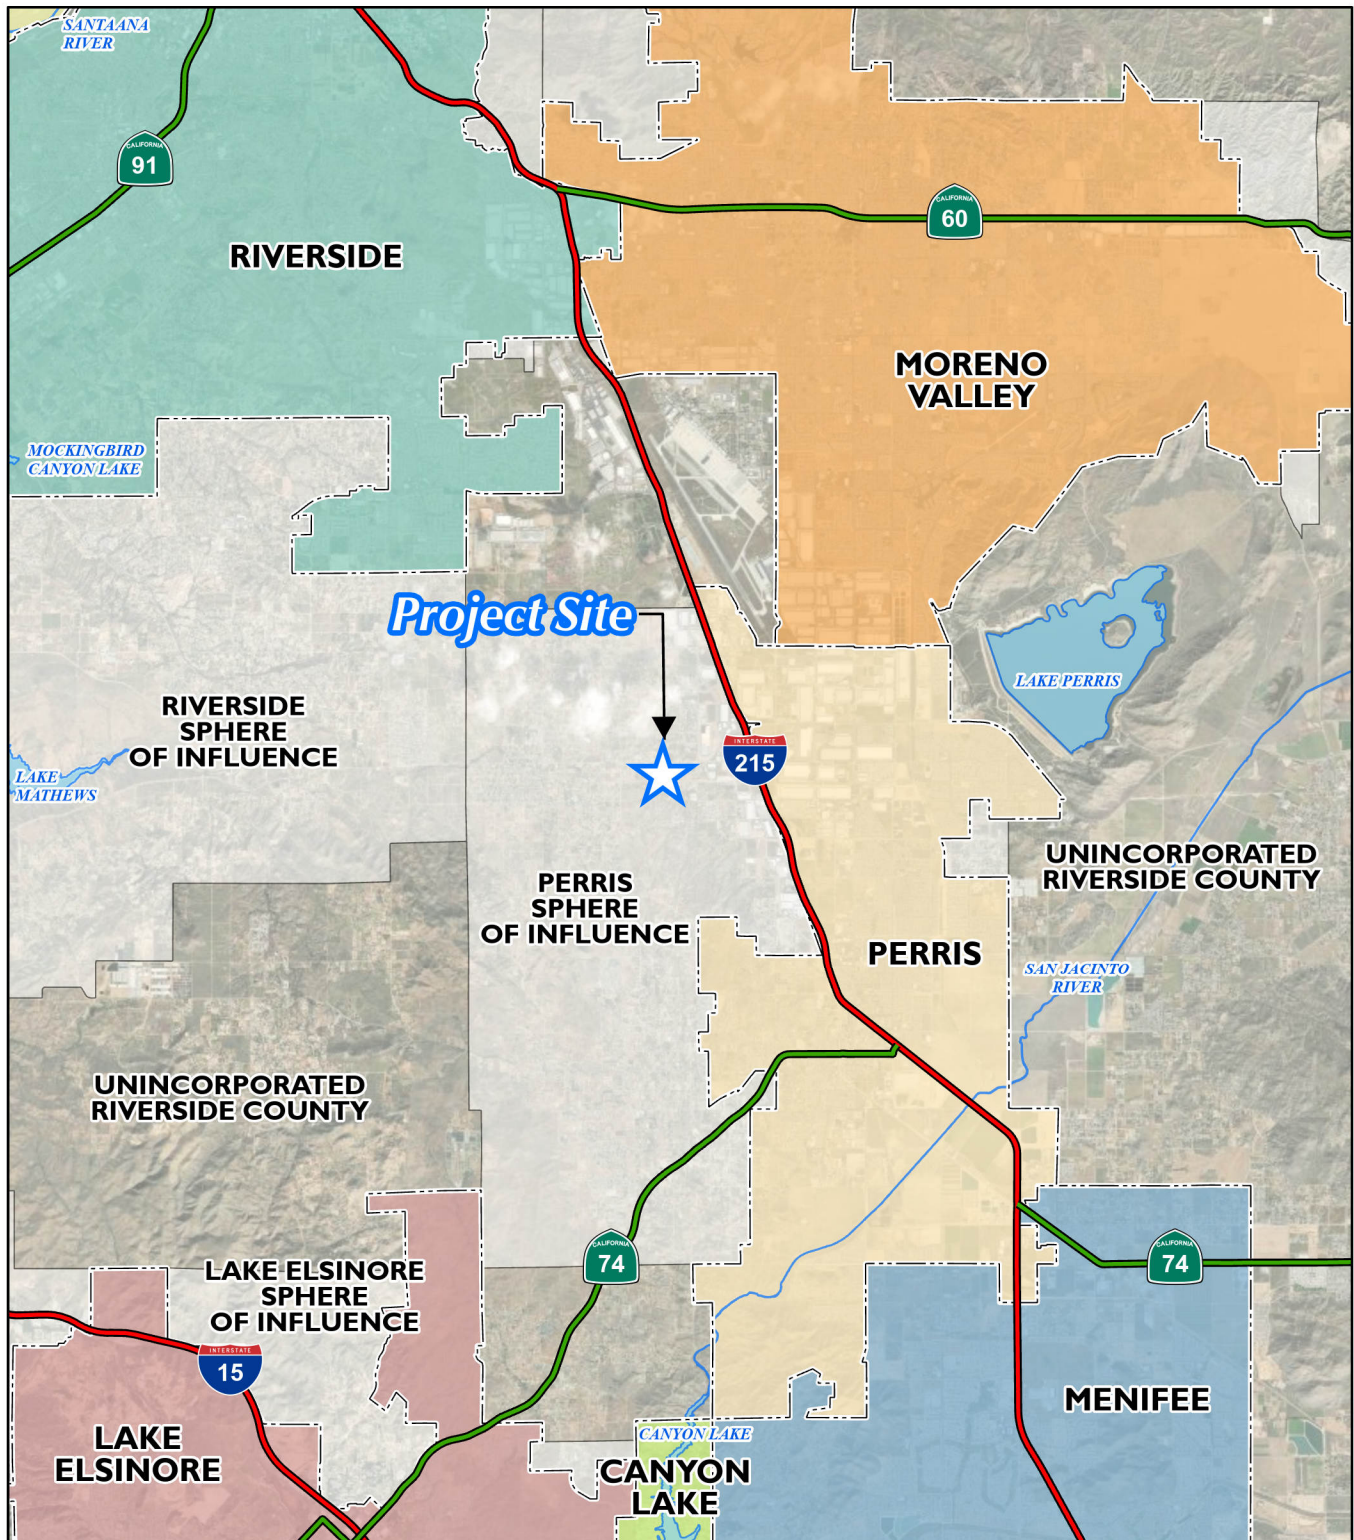 SANTAANA
RIVER
CALIFORNIA
91
CALIFORNIA
60
RIVERSIDE
MORENO
VALLEY
MOCKINGBIRD
CANYON LAKE
Project Site
LAKE PERRIS
RIVERSIDE
SPHERE
OF INFLUENCE
INTERSTATE
215
LAKE
MATHEWS
UNINCORPORATED
RIVERSIDE COUNTY
PERRIS
SPHERE
OF INFLUENCE
PERRIS
SAN JACINTO
RIVER
UNINCORPORATED
RIVERSIDE COUNTY
CALIFORNIA
74
CALIFORNIA
74
LAKE ELSINORE
SPHERE
OF INFLUENCE
INTERSTATE
15
MENIFEE
LAKE
ELSINORE
CANYON LAKE
CANYON
LAKE